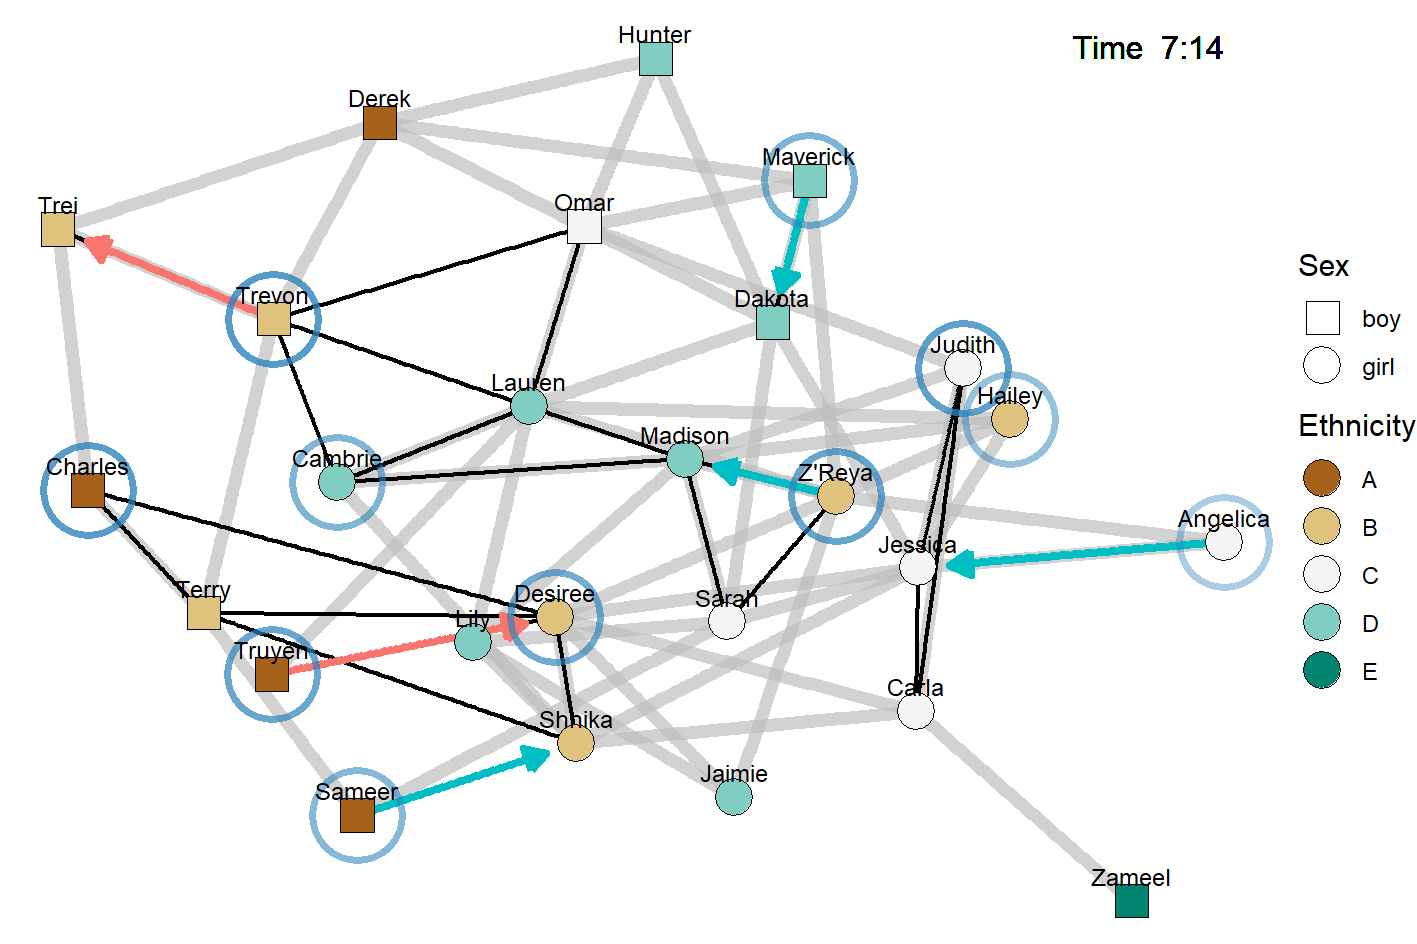 Hunter
Time 7:14
Derek
Maverick
Trei
Omar
Trevon
Dakota
Judith
Lauren
Hailey
Madison
Charles
Cambrie
Z'Reya
Angelica
Jessica
Terry
Desiree
Sarah
Lily
Truyen
Carla
Shnika
Jaimie
Sameer
Zameel
Sex
boy
girl
Ethnicity
A
B
C
D
E